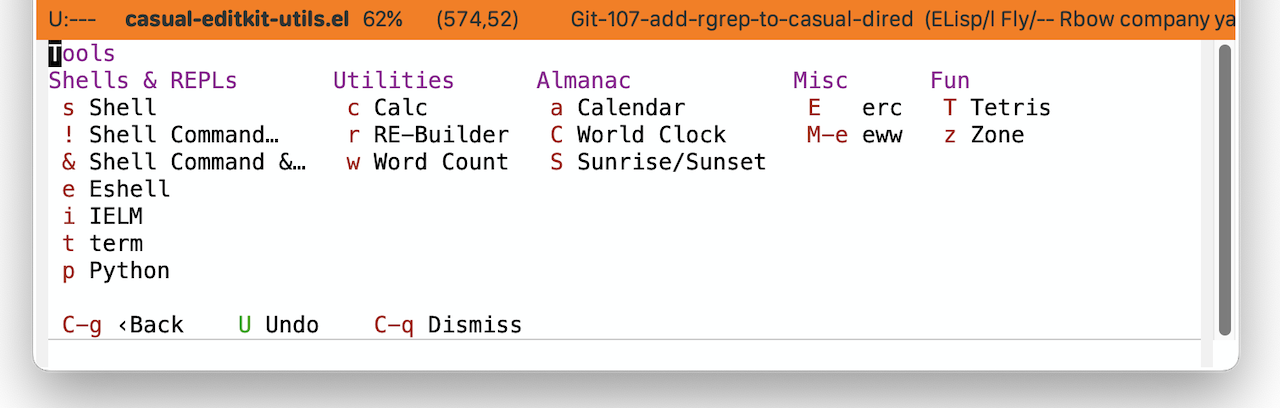 U:--- casual-editkit-utils.el 62% (574,52) Git-107-add-rgrep-to-casual-dired (ELisp/l Fly/-- Rbow company ya
Tools
Shells & REPLs Utilities Almanac Misc Fun
s Shell c Calc a Calendar E erc T Tetris
! Shell Command… r RE-Builder C World Clock M-e eww z Zone
& Shell Command &… w Word Count S Sunrise/Sunset
e Eshell
i IELM
t term
p Python
C-g ‹Back U Undo C-q Dismiss